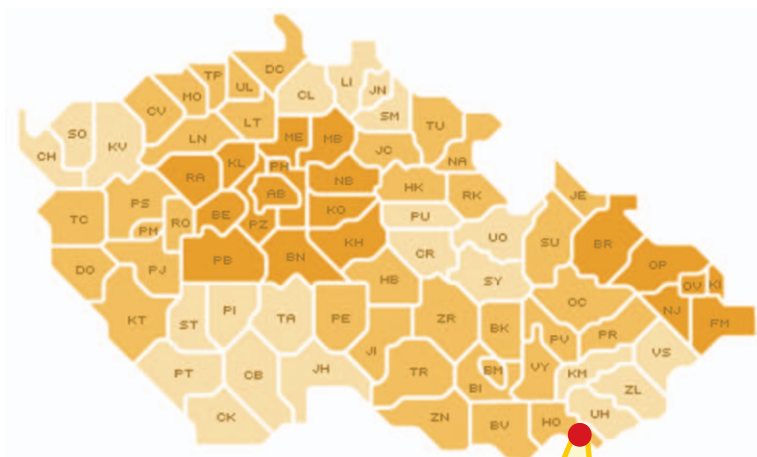 DC
TP
LI
UL
JN
MO
CL
CV
SM
LT
TU
SO
ME
MB
LN
KV
JC
CH
KL
NA
PH
RA
NB
HK
AB
RK
JE
PS
KO
TC
BE
RO
PZ
PU
PM
UO
KH
SU
BR
CR
PB
BN
OP
DO
PJ
HB
SY
OV
KI
OC
PI
NJ
KT
ST
TA
PE
ZR
FM
BK
PR
PV
JI
VS
VY
JH
BM
TR
PT
CB
KM
BI
ZL
UH
CK
ZN
HO
BV